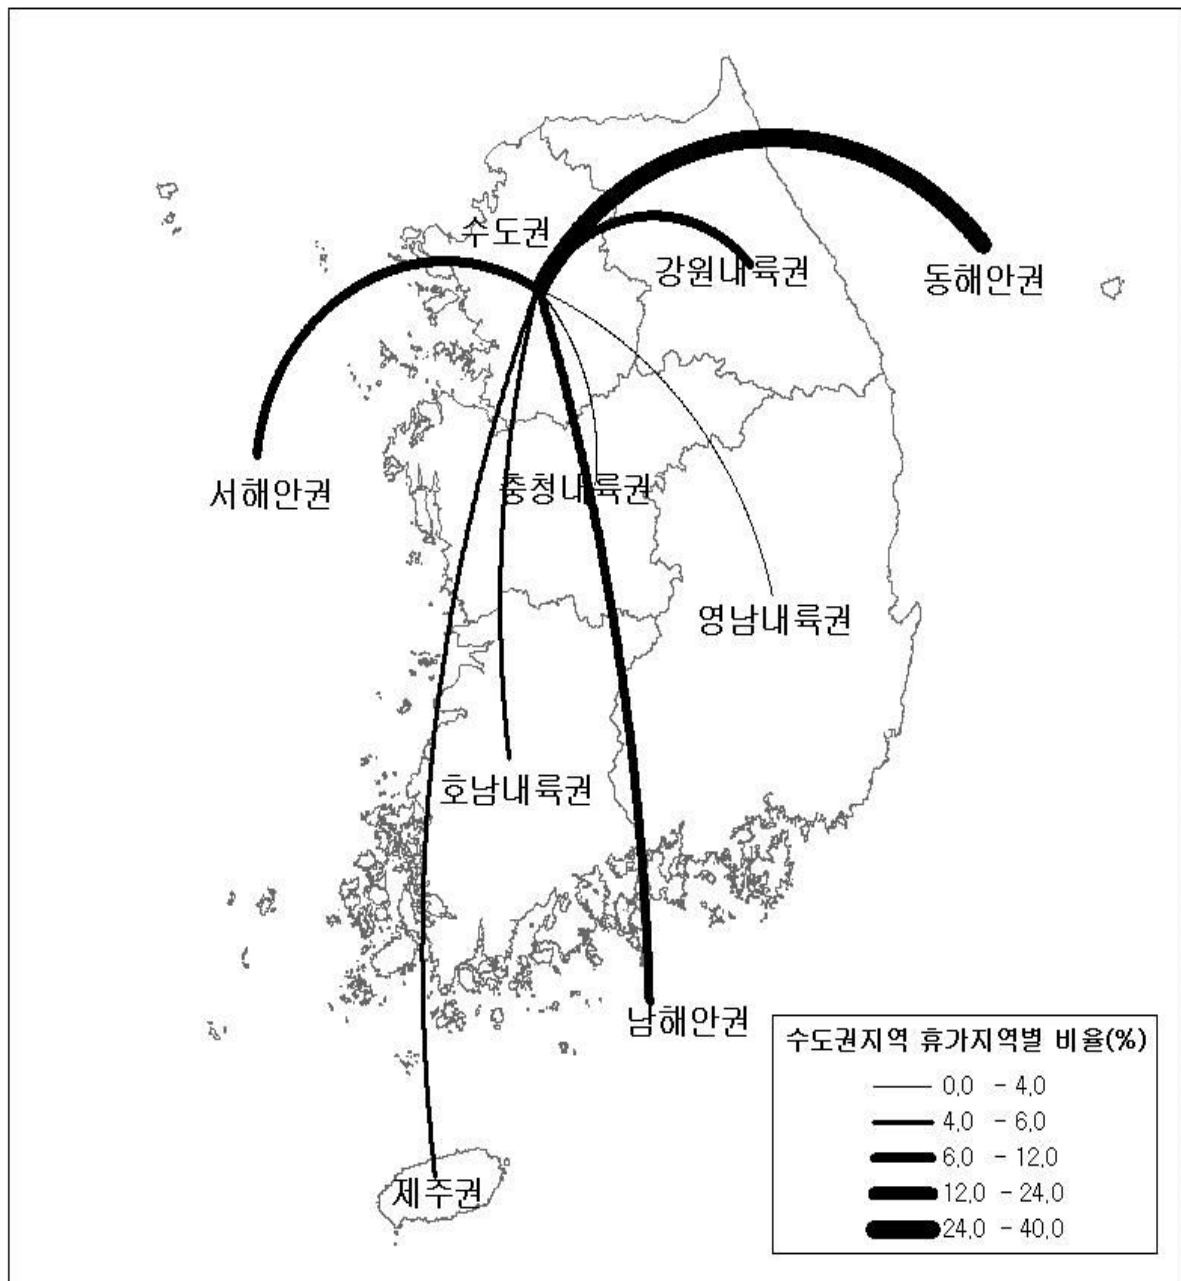 수도권
강원내륙권
동해안권
서해안권
충청내륙권
영남내륙권
호남내륙권
남해안권
제주권
수도권지역 휴가지역별 비율(%)
0,0 - 4,0
4,0 - 6,0
6,0 - 12,0
12,0 - 24,0
24,0 - 40,0